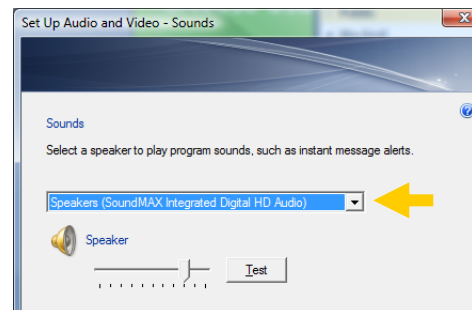 Set Up Audio and Video - Sounds
Sounds
Select a speaker to play program sounds, such as instant message alerts.
Speakers (SoundMAX Integrated Digital HD Audio)
Speaker
Test